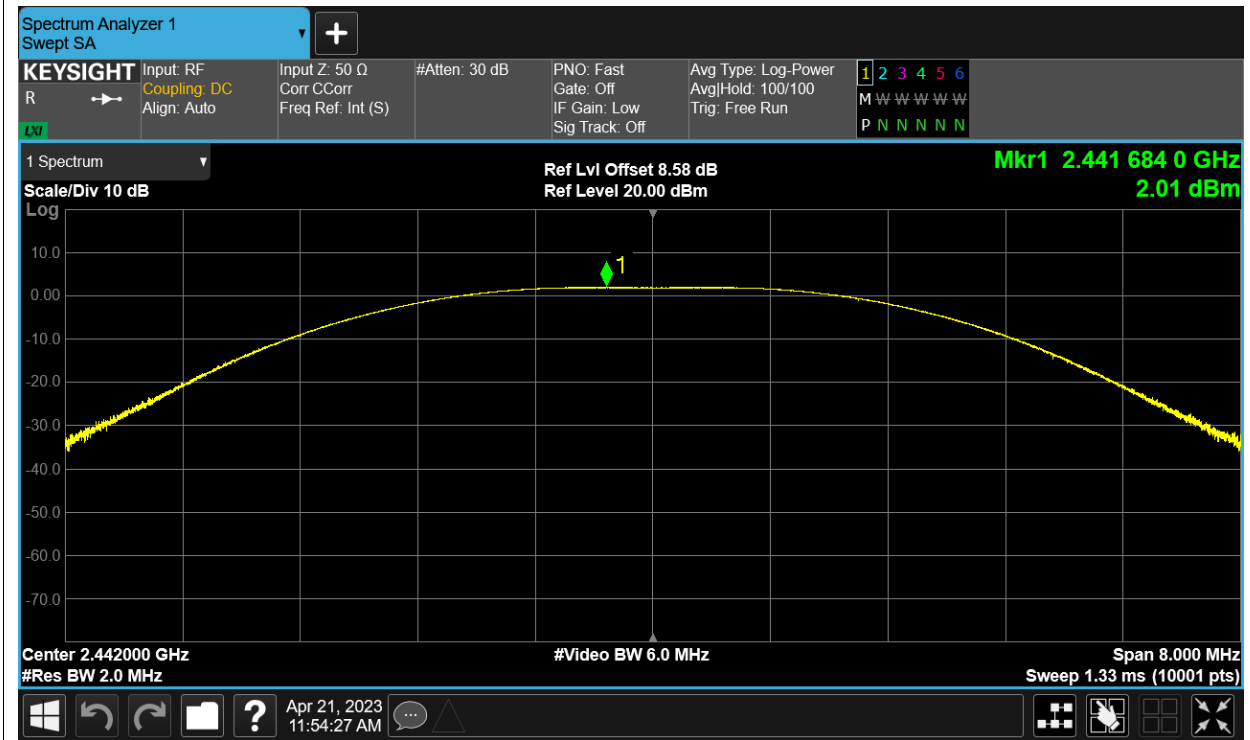 Spectrum Analyzer 1
Swept SA
KEYSIGHT
R
LXI
Input: RF
Coupling: DC
Align: Auto
Input Z: 50 Ω
Corr CCorr
Freq Ref: Int (S)
#Atten: 30 dB
PNO: Fast
Gate: Off
IF Gain: Low
Sig Track: Off
Avg Type: Log-Power
Avg|Hold: 100/100
Trig: Free Run
1 2 3 4 5 6
M W W W W W
P N N N N N
1 Spectrum
Scale/Div 10 dB
Log
Ref Lvl Offset 8.58 dB
Ref Level 20.00 dBm
Mkr1 2.441 684 0 GHz
2.01 dBm
10.0
0.00
-10.0
-20.0
-30.0
-40.0
-50.0
-60.0
-70.0
1
Center 2.442000 GHz
#Res BW 2.0 MHz
#Video BW 6.0 MHz
Span 8.000 MHz
Sweep 1.33 ms (10001 pts)
?
Apr 21, 2023
11:54:27 AM